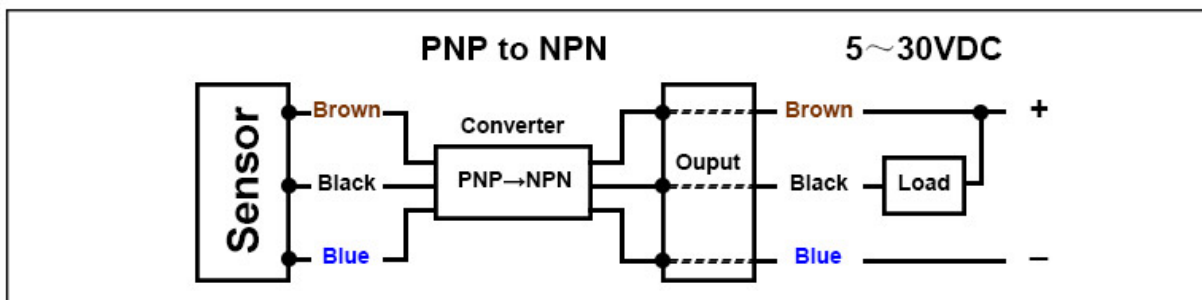 PNP to NPN
5～30VDC
Sensor
Brown
Black
Blue
Converter
PNP→NPN
Ouput
Brown
Black
Blue
Load
+
−